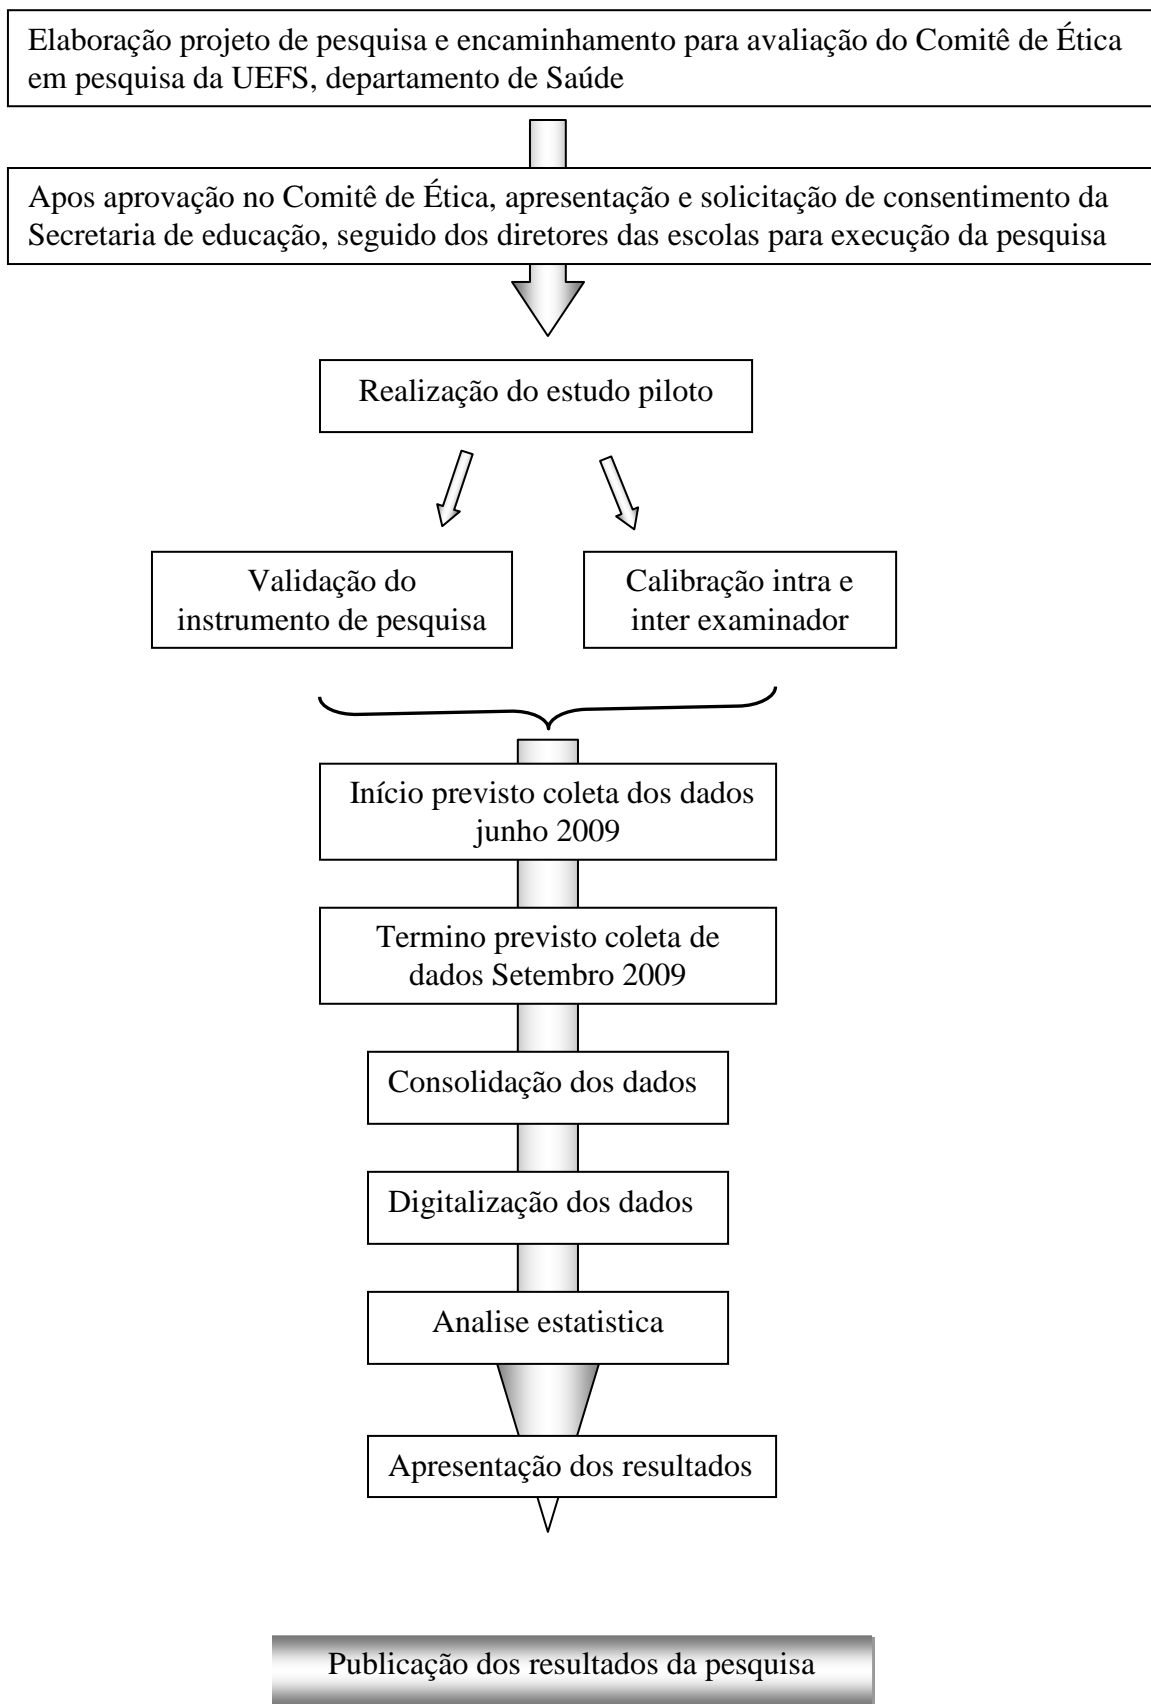 Elaboração projeto de pesquisa e encaminhamento para avaliação do Comitê de Ética
em pesquisa da UEFS, departamento de Saúde
Apos aprovação no Comitê de Ética, apresentação e solicitação de consentimento da
Secretaria de educação, seguido dos diretores das escolas para execução da pesquisa
Realização do estudo piloto
Validação do
instrumento de pesquisa
Calibração intra e
inter examinador
Início previsto coleta dos dados
junho 2009
Termino previsto coleta de
dados Setembro 2009
Consolidação dos dados
Digitalização dos dados
Analise estatistica
Apresentação dos resultados
Publicação dos resultados da pesquisa